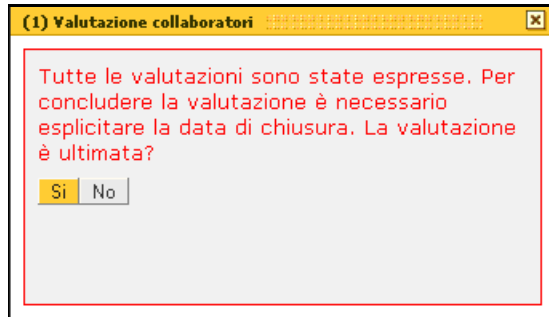 (1) Valutazione collaboratori
Tutte le valutazioni sono state espresse. Per
concludere la valutazione è necessario
esplicitare la data di chiusura. La valutazione
è ultimata?
Si No